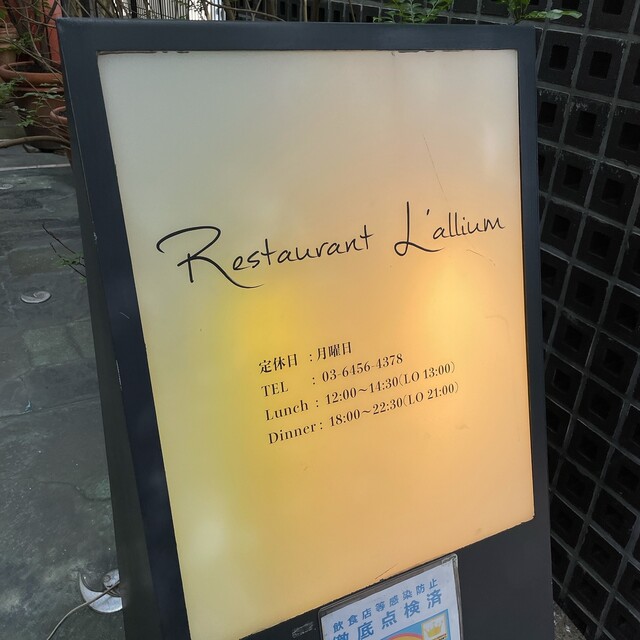 Restaurant L'allium
定休日 : 月曜日
TEL : 03-6456-4378
Lunch : 12:00〜14:30(LO 13:00)
Dinner : 18:00〜22:30(LO 21:00)
飲食店等感染防止
徹底点検済